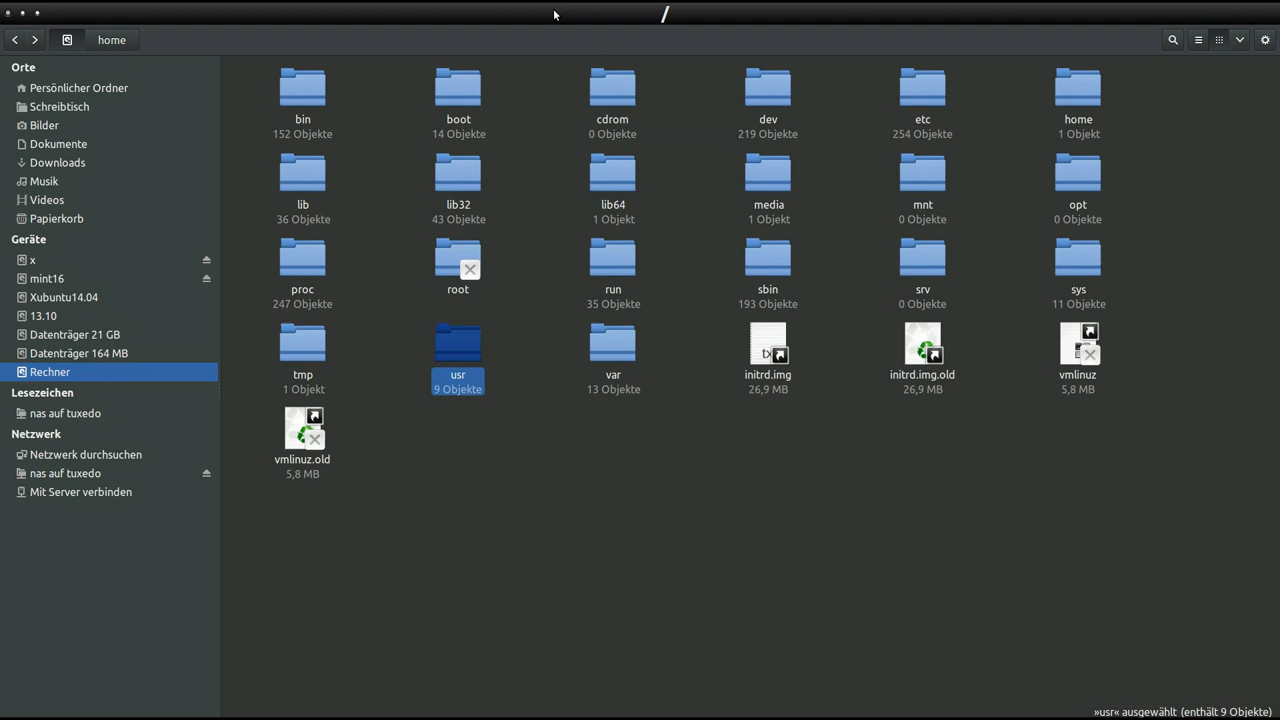 /
home
Orte
Persönlicher Ordner
Schreibtisch
Bilder
Dokumente
Downloads
Musik
Videos
Papierkorb
Geräte
x
mint16
Xubuntu14.04
13.10
Datenträger 21 GB
Datenträger 164 MB
Rechner
Lesezeichen
nas auf tuxedo
Netzwerk
Netzwerk durchsuchen
nas auf tuxedo
Mit Server verbinden
bin boot cdrom dev etc home
152 Objekte 14 Objekte 0 Objekte 219 Objekte 254 Objekte 1 Objekt
lib lib32 lib64 media mnt opt
36 Objekte 43 Objekte 1 Objekt 1 Objekt 0 Objekte 0 Objekte
proc root run sbin srv sys
247 Objekte 35 Objekte 193 Objekte 0 Objekte 11 Objekte
tmp usr var initrd.img initrd.img.old vmlinuz
1 Objekt 9 Objekte 13 Objekte 26,9 MB 26,9 MB 5,8 MB
vmlinuz.old
5,8 MB
»usr« ausgewählt (enthält 9 Objekte)